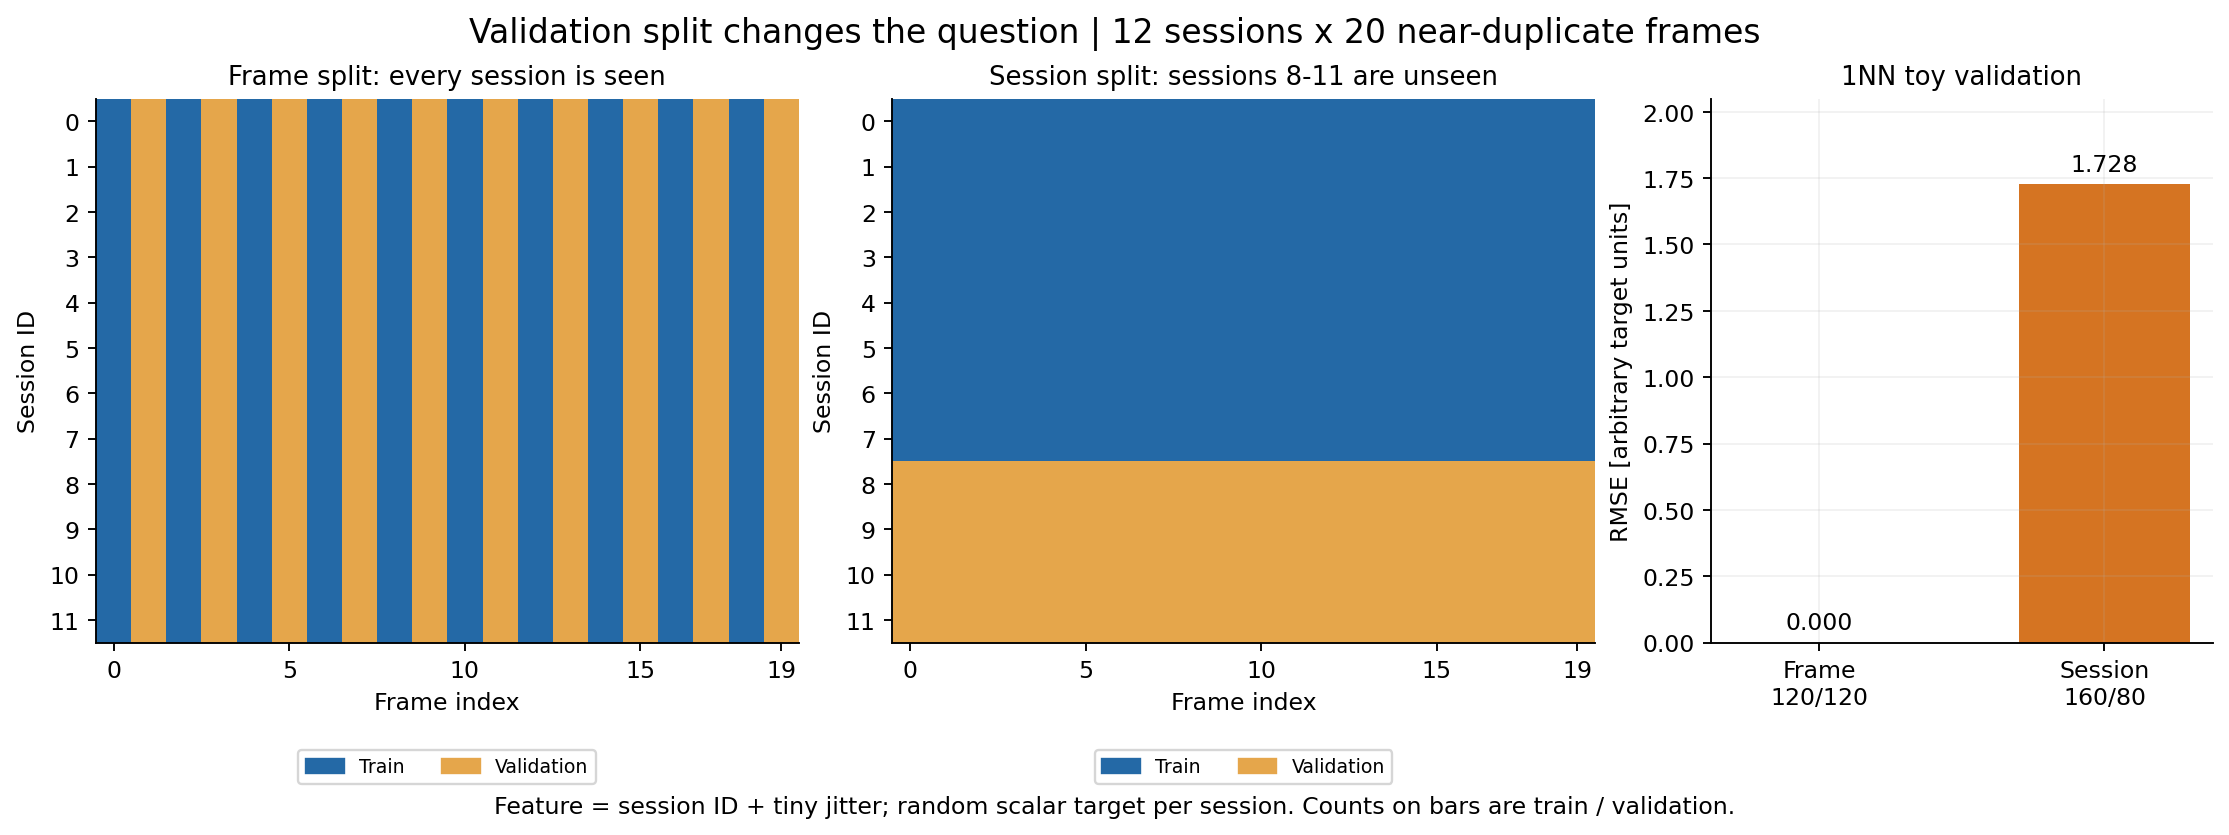 Validation split changes the question | 12 sessions x 20 near-duplicate frames
Frame split: every session is seen
Session ID
0
1
2
3
4
5
6
7
8
9
10
11
0 5 10 15 19
Frame index
Train Validation
Session split: sessions 8-11 are unseen
Session ID
0
1
2
3
4
5
6
7
8
9
10
11
0 5 10 15 19
Frame index
Train Validation
1NN toy validation
RMSE [arbitrary target units]
2.00
1.75
1.50
1.25
1.00
0.75
0.50
0.25
0.00
0.000
1.728
Frame Session
120/120 160/80
Feature = session ID + tiny jitter; random scalar target per session. Counts on bars are train / validation.